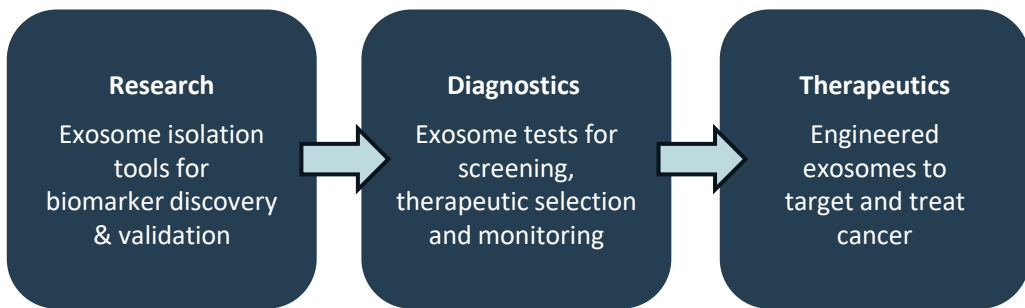 Research
Exosome isolation
tools for
biomarker discovery
& validation
Diagnostics
Exosome tests for
screening,
therapeutic selection
and monitoring
Therapeutics
Engineered
exosomes to
target and treat
cancer